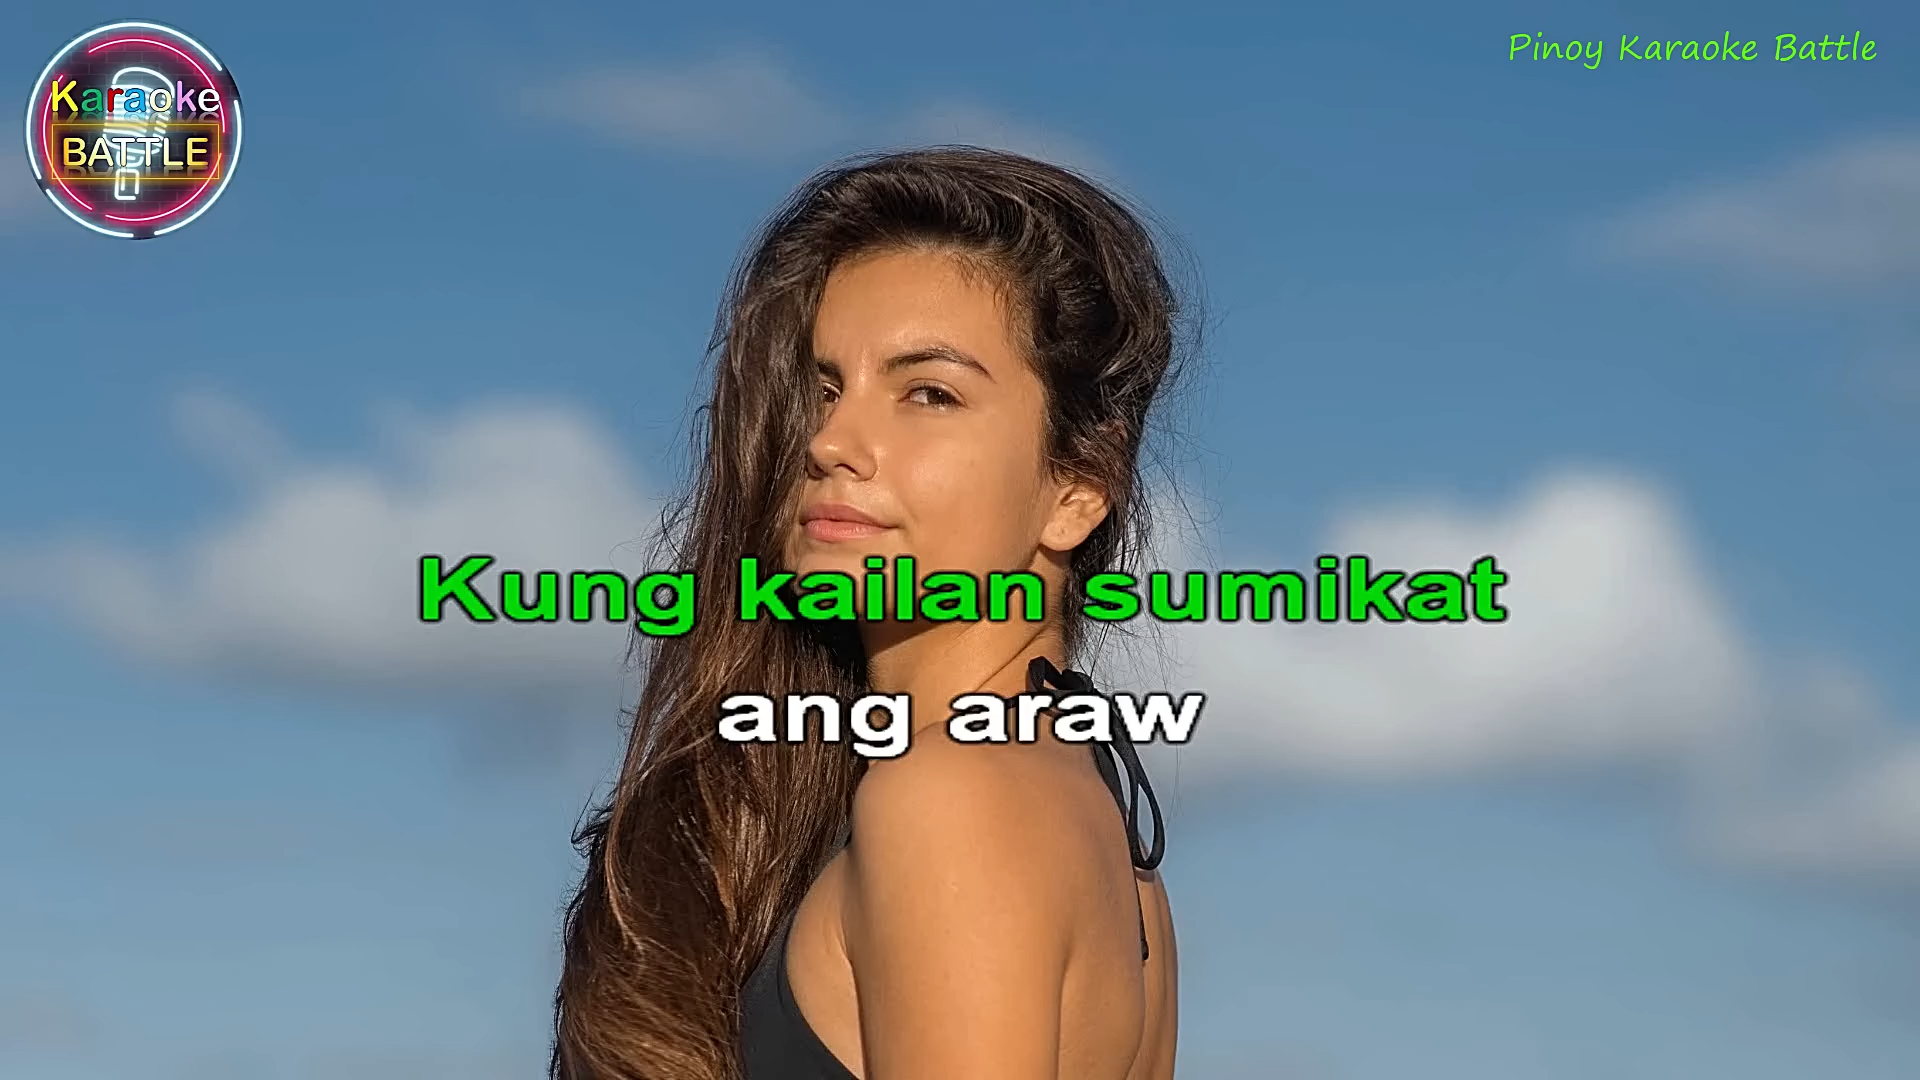 Pinoy Karaoke Battle
Karaoke
BATTLE
Kung kailan sumikat
ang araw